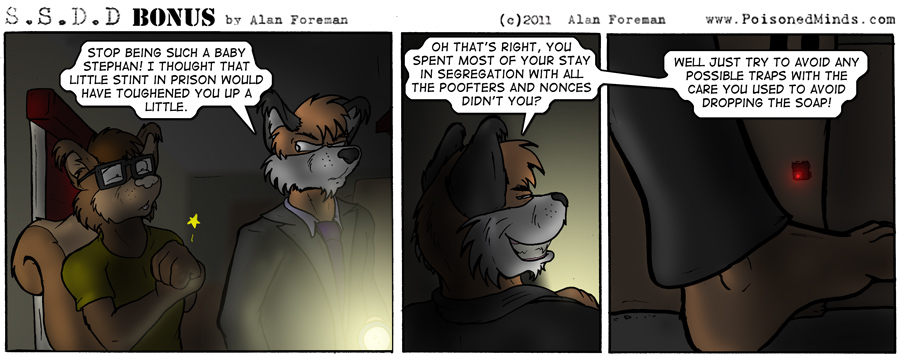 S.S.D.D BONUS by Alan Foreman (c)2011 Alan Foreman www.PoisonedMinds.com
STOP BEING SUCH A BABY
STEPHAN! I THOUGHT THAT
LITTLE STINT IN PRISON WOULD
HAVE TOUGHENED YOU UP A
LITTLE.
OH THAT'S RIGHT, YOU
SPENT MOST OF YOUR STAY
IN SEGREGATION WITH ALL
THE POOFTERS AND NONCES
DIDN'T YOU?
WELL JUST TRY TO AVOID ANY
POSSIBLE TRAPS WITH THE
CARE YOU USED TO AVOID
DROPPING THE SOAP!